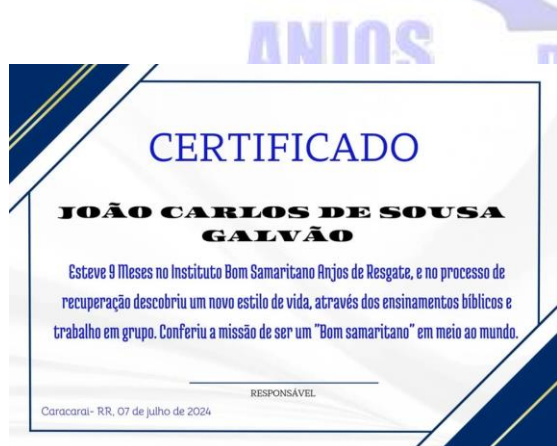 ANJOS
CERTIFICADO
JOÃO CARLOS DE SOUSA
GALVÃO
Esteve 9 Meses no Instituto Bom Samaritano Anjos de Resgate, e no processo de
recuperação descobriu um novo estilo de vida, através dos ensinamentos bíblicos e
trabalho em grupo. Conferiu a missão de ser um "Bom samaritano" em meio ao mundo.
RESPONSÁVEL
Caracarai- RR, 07 de julho de 2024